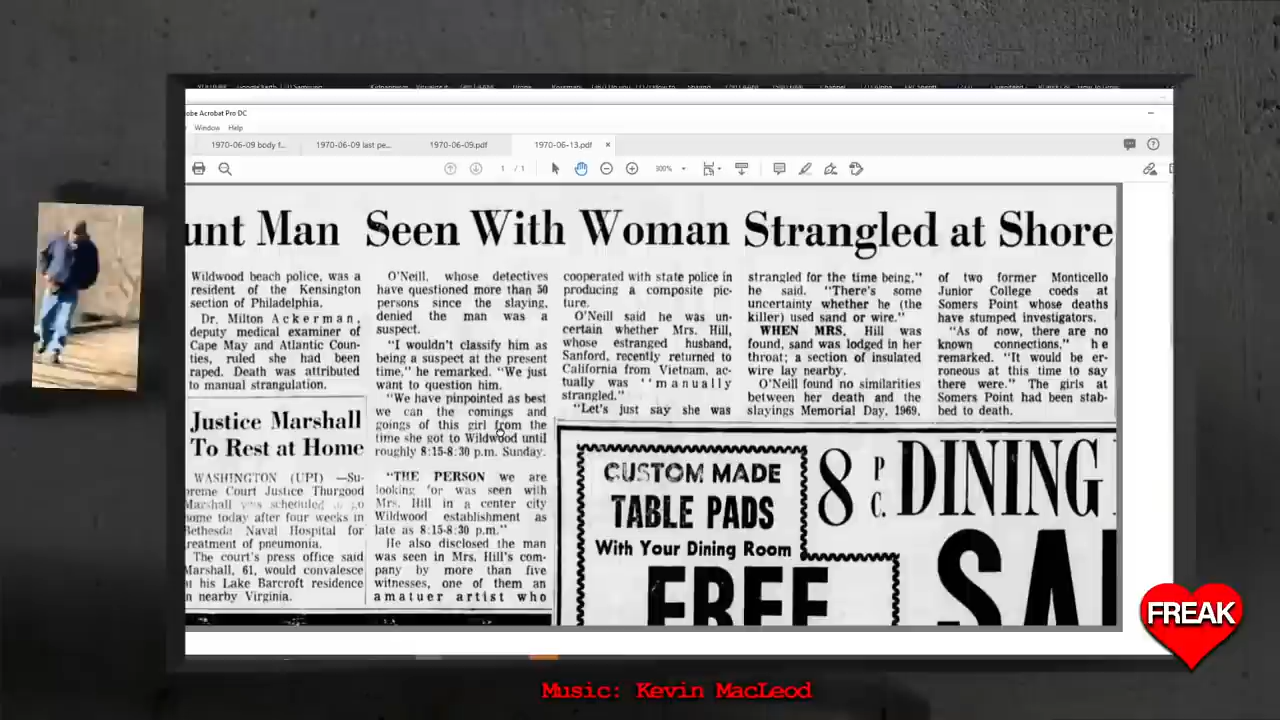 obe Acrobat Pro DC
Window Help
1970-06-09 body f...
1970-06-09 last pe...
1970-06-09.pdf
1970-06-13.pdf ×
1 / 1
300%
unt Man Seen With Woman Strangled at Shore
Wildwood beach police, was a
resident of the Kensington
section of Philadelphia.
Dr. Milton Ackerman,
deputy medical examiner of
Cape May and Atlantic Coun-
ties, ruled she had been
raped. Death was attributed
to manual strangulation.
Justice Marshall
To Rest at Home
WASHINGTON (UPI) —Su-
preme Court Justice Thurgood
Marshall was scheduled to go
home today after four weeks in
Bethesda Naval Hospital for
treatment of pneumonia.
The court's press office said
Marshall, 61, would convalesce
at his Lake Barcroft residence
in nearby Virginia.
O'Neill, whose detectives
have questioned more than 50
persons since the slaying,
denied the man was a
suspect.
"I wouldn't classify him as
being a suspect at the present
time," he remarked. "We just
want to question him.
"We have pinpointed as best
we can the comings and
goings of this girl from the
time she got to Wildwood until
roughly 8:15-8:30 p.m. Sunday.
"THE PERSON we are
looking for was seen with
Mrs. Hill in a center city
Wildwood establishment as
late as 8:15-8:30 p.m."
He also disclosed the man
was seen in Mrs. Hill's com-
pany by more than five
witnesses, one of them an
amatuer artist who
cooperated with state police in
producing a composite pic-
ture.
O'Neill said he was un-
certain whether Mrs. Hill,
whose estranged husband,
Sanford, recently returned to
California from Vietnam, ac-
tually was "manually
strangled."
"Let's just say she was
strangled for the time being,"
he said. "There's some
uncertainty whether he (the
killer) used sand or wire."
WHEN MRS. Hill was
found, sand was lodged in her
throat; a section of insulated
wire lay nearby.
O'Neill found no similarities
between her death and the
slayings Memorial Day, 1969,
of two former Monticello
Junior College coeds at
Somers Point whose deaths
have stumped investigators.
"As of now, there are no
known connections," he
remarked. "It would be er-
roneous at this time to say
there were." The girls at
Somers Point had been stab-
bed to death.
CUSTOM MADE
TABLE PADS
With Your Dining Room
FREE
8 PC. DINING
SAL
FREAK
Music: Kevin MacLeod